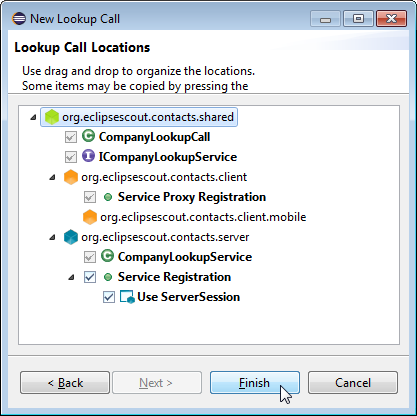 New Lookup Call
Lookup Call Locations
Use drag and drop to organize the locations.
Some items may be copied by pressing the
org.eclipsescout.contacts.shared
C CompanyLookupCall
I ICompanyLookupService
org.eclipsescout.contacts.client
Service Proxy Registration
org.eclipsescout.contacts.client.mobile
org.eclipsescout.contacts.server
C CompanyLookupService
Service Registration
Use ServerSession
< Back Next > Finish Cancel